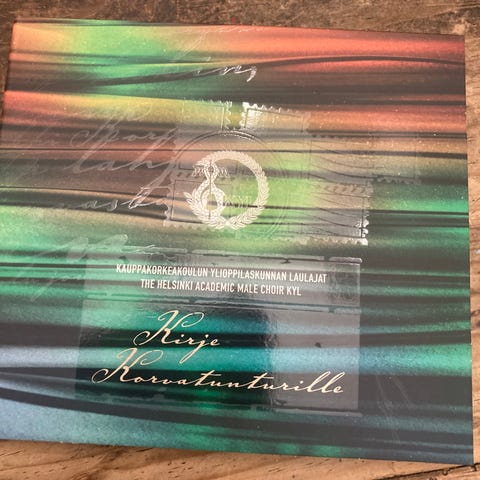 KAUPPAKORKEAKOULUN YLIOPPILASKUNNAN LAULAJAT
THE HELSINKI ACADEMIC MALE CHOIR KYL
Kirje
Korvatunturille